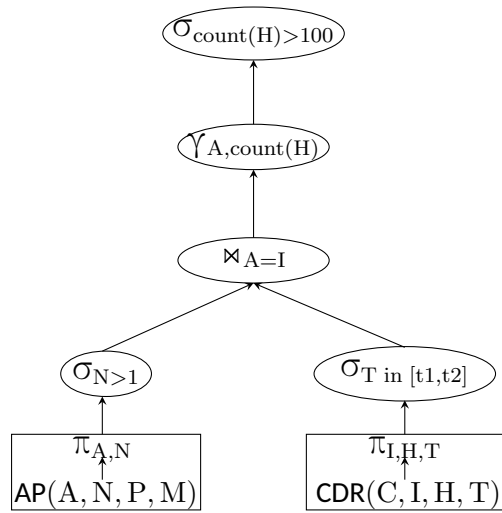 σcount(H)>100
γA,count(H)
⋈A=I
σN>1
σT in [t1,t2]
πA,N
πI,H,T
AP(A, N, P, M)
CDR(C, I, H, T)